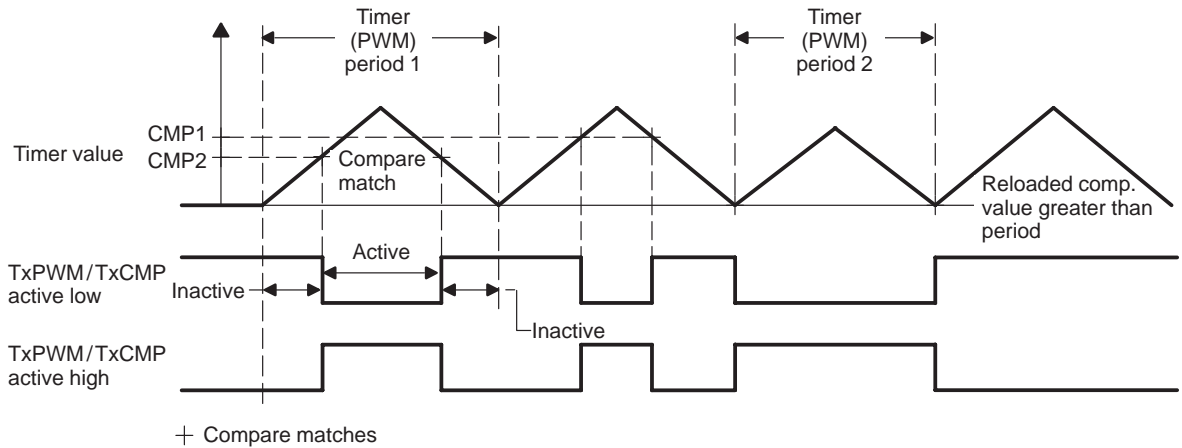 Timer
(PWM)
period 1
Timer
(PWM)
period 2
CMP1
Timer value
CMP2
Compare
match
Reloaded comp.
value greater than
period
TxPWM/TxCMP
active low
Inactive
Active
Inactive
TxPWM/TxCMP
active high
+ Compare matches